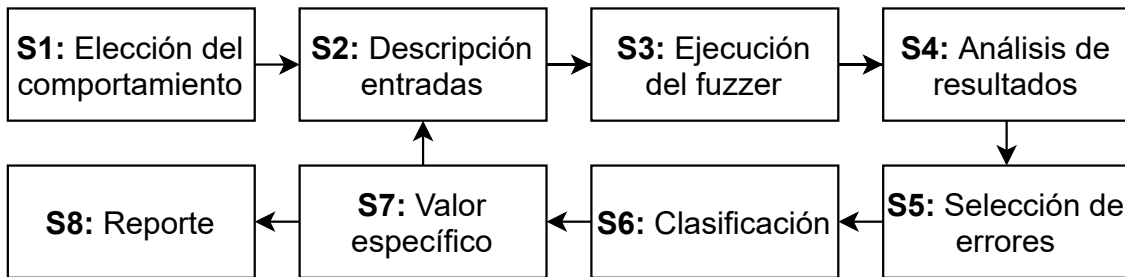 S1: Elección del
comportamiento
S2: Descripción
entradas
S3: Ejecución
del fuzzer
S4: Análisis de
resultados
S8: Reporte
S7: Valor
específico
S6: Clasificación
S5: Selección de
errores